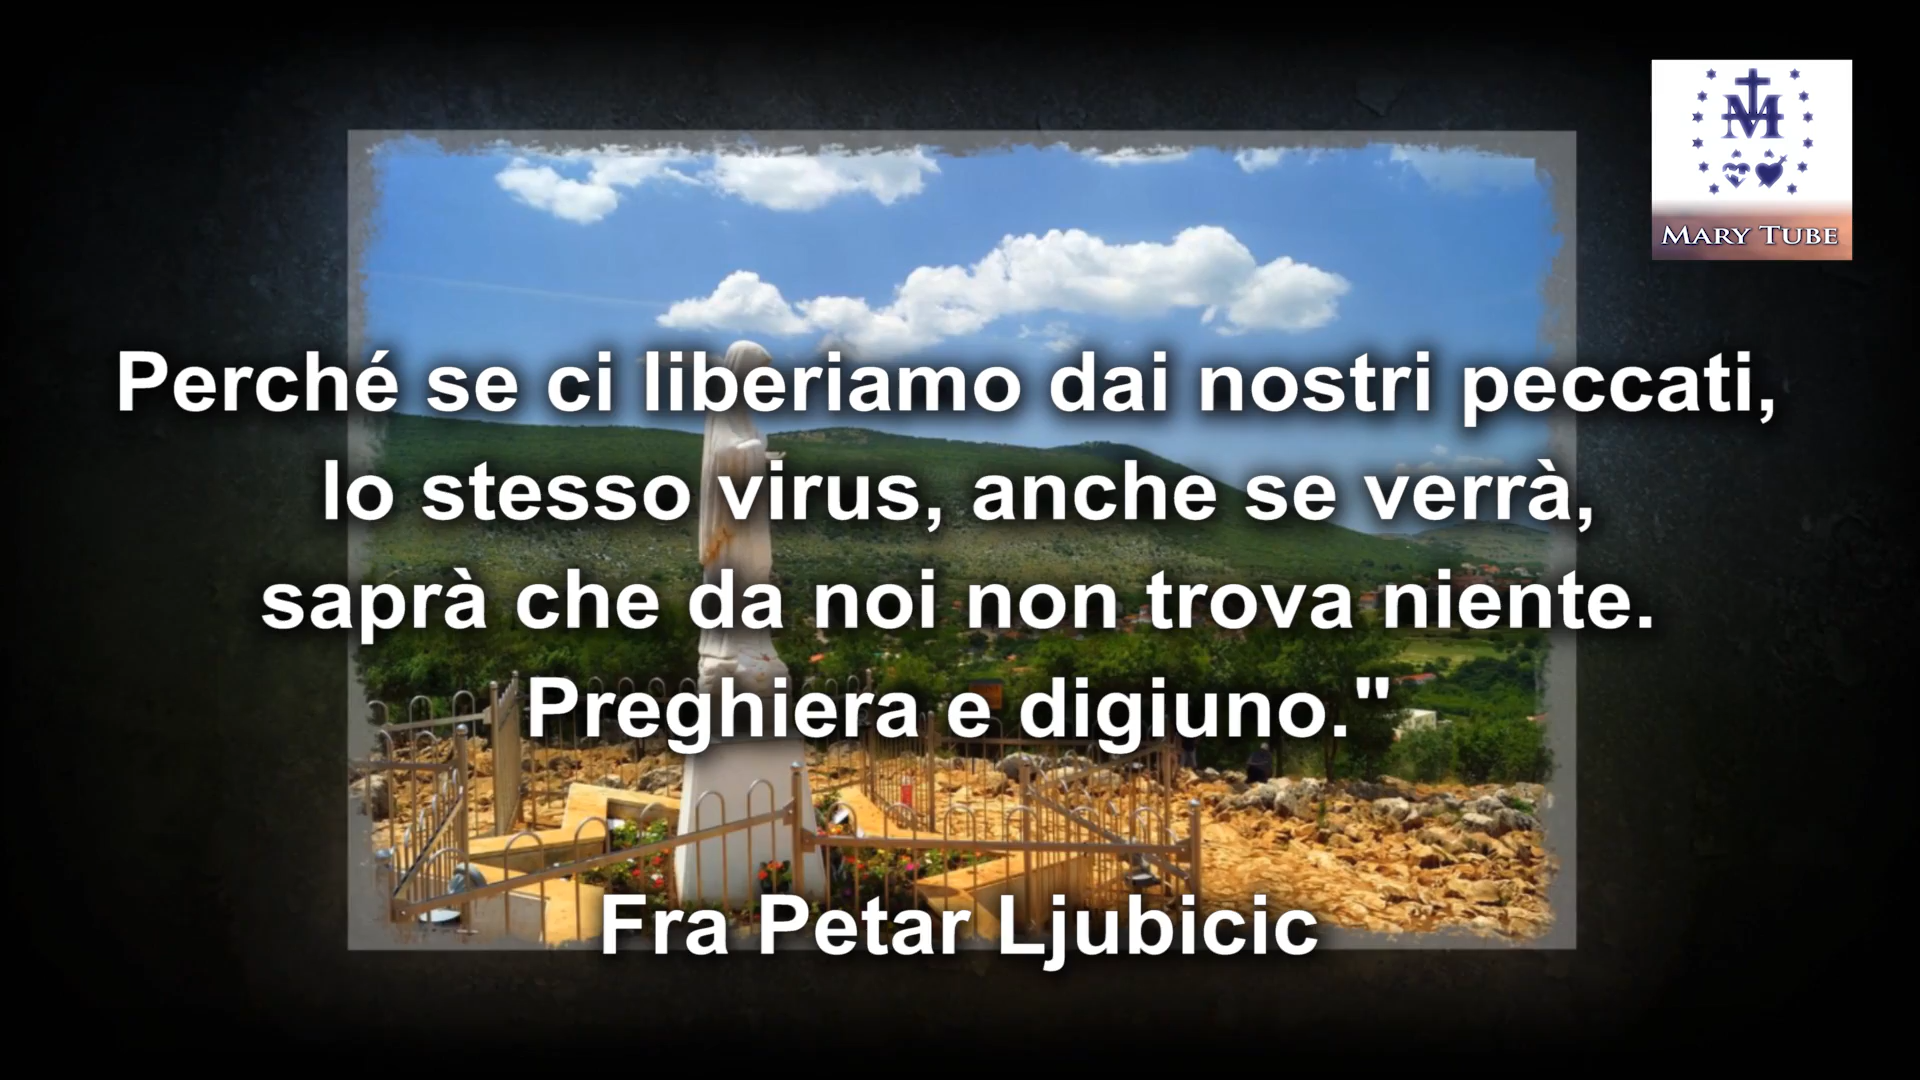 MARY TUBE
Perché se ci liberiamo dai nostri peccati,
lo stesso virus, anche se verrà,
saprà che da noi non trova niente.
Preghiera e digiuno."
Fra Petar Ljubicic